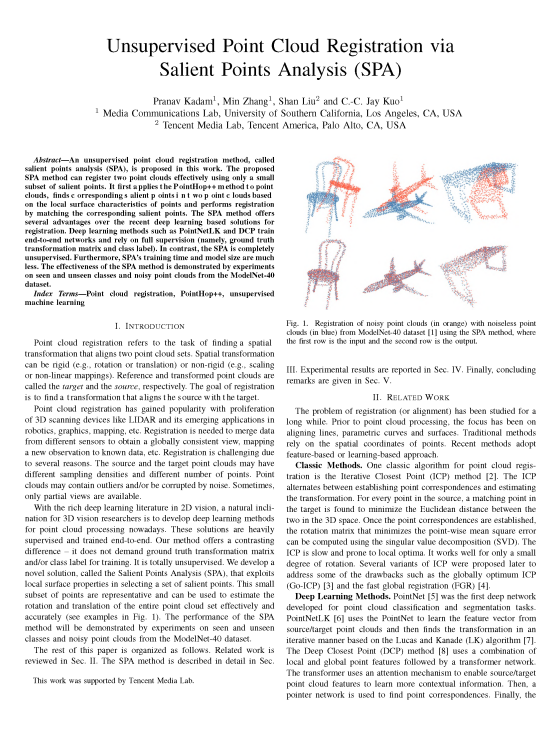 Unsupervised Point Cloud Registration via
Salient Points Analysis (SPA)
Pranav Kadam1, Min Zhang1, Shan Liu2 and C.-C. Jay Kuo1
1 Media Communications Lab, University of Southern California, Los Angeles, CA, USA
2 Tencent Media Lab, Tencent America, Palo Alto, CA, USA
Abstract—An unsupervised point cloud registration method, called
salient points analysis (SPA), is proposed in this work. The proposed
SPA method can register two point clouds effectively using only a small
subset of salient points. It first applies the PointHop++ method to point
clouds, finds corresponding salient points in two point clouds based
on the local surface characteristics of points and performs registration
by matching the corresponding salient points. The SPA method offers
several advantages over the recent deep learning based solutions for
registration. Deep learning methods such as PointNetLK and DCP train
end-to-end networks and rely on full supervision (namely, ground truth
transformation matrix and class label). In contrast, the SPA is completely
unsupervised. Furthermore, SPA's training time and model size are much
less. The effectiveness of the SPA method is demonstrated by experiments
on seen and unseen classes and noisy point clouds from the ModelNet-40
dataset.
Index Terms—Point cloud registration, PointHop++, unsupervised
machine learning
I. Introduction
Point cloud registration refers to the task of finding a spatial
transformation that aligns two point cloud sets. Spatial transformation
can be rigid (e.g., rotation or translation) or non-rigid (e.g., scaling
or non-linear mappings). Reference and transformed point clouds are
called the target and the source, respectively. The goal of registration
is to find a transformation that aligns the source with the target.
Point cloud registration has gained popularity with proliferation
of 3D scanning devices like LIDAR and its emerging applications in
robotics, graphics, mapping, etc. Registration is needed to merge data
from different sensors to obtain a globally consistent view, mapping
a new observation to known data, etc. Registration is challenging due
to several reasons. The source and the target point clouds may have
different sampling densities and different number of points. Point
clouds may contain outliers and/or be corrupted by noise. Sometimes,
only partial views are available.
With the rich deep learning literature in 2D vision, a natural incli-
nation for 3D vision researchers is to develop deep learning methods
for point cloud processing nowadays. These solutions are heavily
supervised and trained end-to-end. Our method offers a contrasting
difference – it does not demand ground truth transformation matrix
and/or class label for training. It is totally unsupervised. We develop a
novel solution, called the Salient Points Analysis (SPA), that exploits
local surface properties in selecting a set of salient points. This small
subset of points are representative and can be used to estimate the
rotation and translation of the entire point cloud set effectively and
accurately (see examples in Fig. 1). The performance of the SPA
method will be demonstrated by experiments on seen and unseen
classes and noisy point clouds from the ModelNet-40 dataset.
The rest of this paper is organized as follows. Related work is
reviewed in Sec. II. The SPA method is described in detail in Sec.
This work was supported by Tencent Media Lab.
Fig. 1. Registration of noisy point clouds (in orange) with noiseless point
clouds (in blue) from ModelNet-40 dataset [1] using the SPA method, where
the first row is the input and the second row is the output.
III. Experimental results are reported in Sec. IV. Finally, concluding
remarks are given in Sec. V.
II. Related Work
The problem of registration (or alignment) has been studied for a
long while. Prior to point cloud processing, the focus has been on
aligning lines, parametric curves and surfaces. Traditional methods
rely on the spatial coordinates of points. Recent methods adopt
feature-based or learning-based approach.
Classic Methods. One classic algorithm for point cloud regis-
tration is the Iterative Closest Point (ICP) method [2]. The ICP
alternates between establishing point correspondences and estimating
the transformation. For every point in the source, a matching point in
the target is found to minimize the Euclidean distance between the
two in the 3D space. Once the point correspondences are established,
the rotation matrix that minimizes the point-wise mean square error
can be computed using the singular value decomposition (SVD). The
ICP is slow and prone to local optima. It works well for only a small
degree of rotation. Several variants of ICP were proposed later to
address some of the drawbacks such as the globally optimum ICP
(Go-ICP) [3] and the fast global registration (FGR) [4].
Deep Learning Methods. PointNet [5] was the first deep network
developed for point cloud classification and segmentation tasks.
PointNetLK [6] uses the PointNet to learn the feature vector from
source/target point clouds and then finds the transformation in an
iterative manner based on the Lucas and Kanade (LK) algorithm [7].
The Deep Closest Point (DCP) method [8] uses a combination of
local and global point features followed by a transformer network.
The transformer uses an attention mechanism to enable source/target
point cloud features to learn more contextual information. Then, a
pointer network is used to find point correspondences. Finally, the